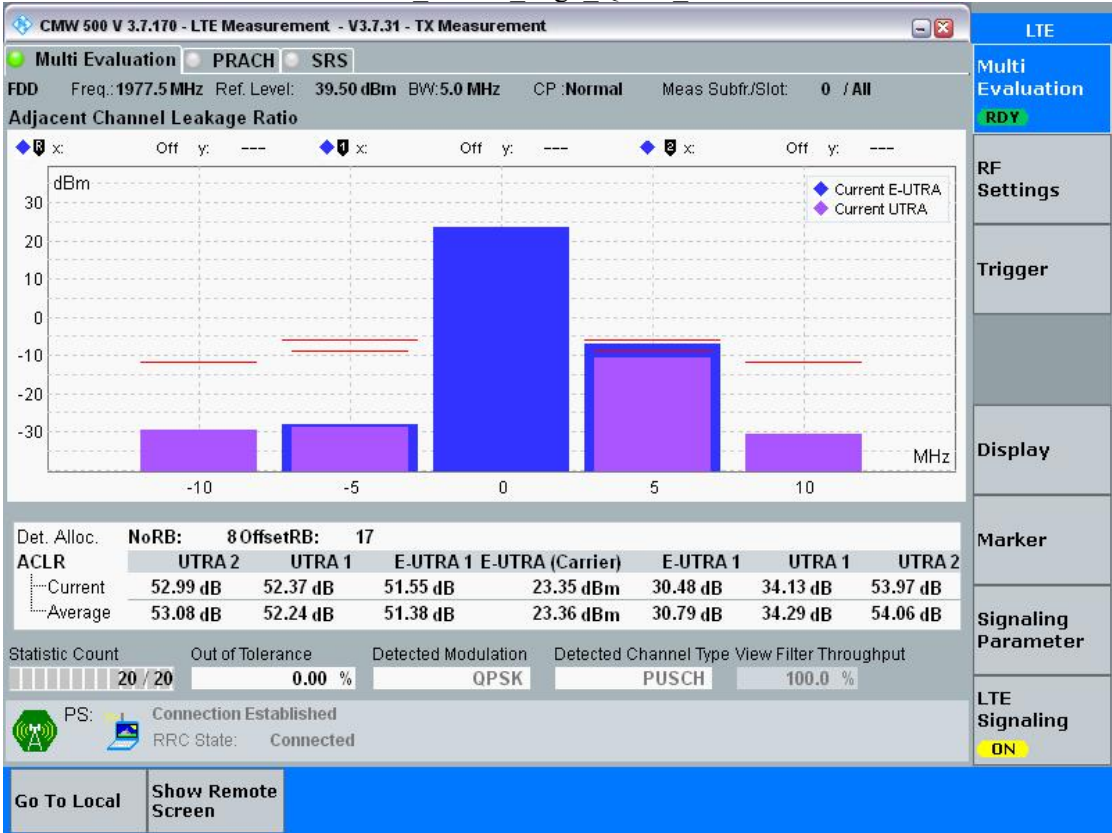 CMW 500 V 3.7.170 - LTE Measurement - V3.7.31 - TX Measurement
LTE
Multi Evaluation PRACH SRS
Multi Evaluation
RDY
FDD Freq.: 1977.5 MHz Ref. Level: 39.50 dBm BW: 5.0 MHz CP : Normal Meas Subfr./Slot: 0 / All
Adjacent Channel Leakage Ratio
R x: Off y: --- 1 x: Off y: --- 2 x: Off y: ---
dBm
Current E-UTRA
Current UTRA
30
20
10
0
-10
-20
-30
MHz
-10 -5 0 5 10
RF Settings
Trigger
Display
Marker
Signaling Parameter
LTE Signaling
ON
Det. Alloc. NoRB: 8 OffsetRB: 17
ACLR UTRA 2 UTRA 1 E-UTRA 1 E-UTRA (Carrier) E-UTRA 1 UTRA 1 UTRA 2
Current 52.99 dB 52.37 dB 51.55 dB 23.35 dBm 30.48 dB 34.13 dB 53.97 dB
Average 53.08 dB 52.24 dB 51.38 dB 23.36 dBm 30.79 dB 34.29 dB 54.06 dB
Statistic Count Out of Tolerance Detected Modulation Detected Channel Type View Filter Throughput
20 / 20 0.00 % QPSK PUSCH 100.0 %
PS: Connection Established
RRC State: Connected
Go To Local
Show Remote Screen